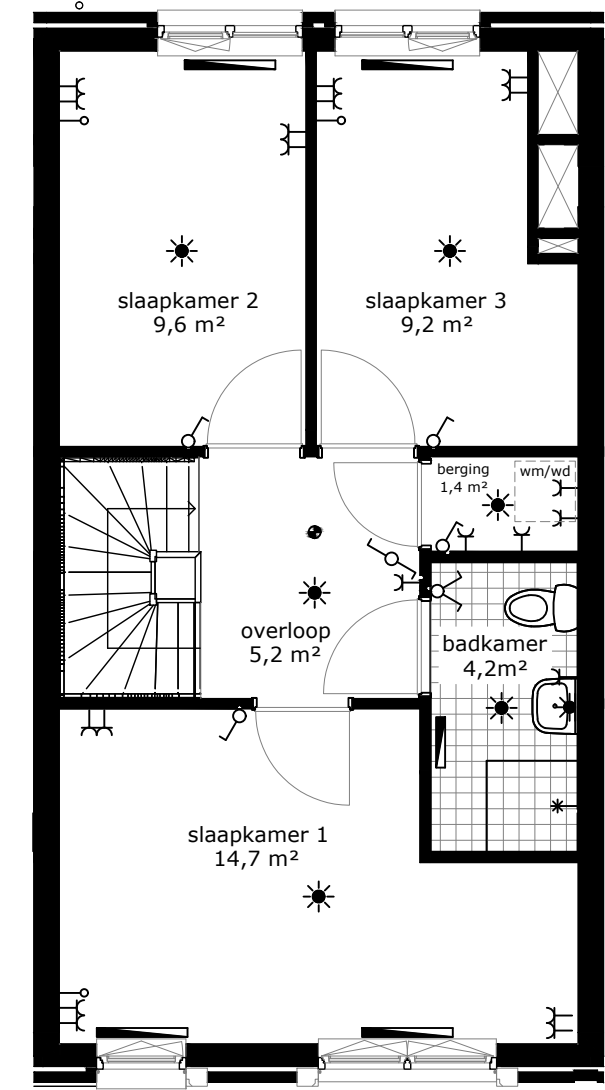 slaapkamer 2
9,6 m²
slaapkamer 3
9,2 m²
berging
1,4 m²
wm/wd
overloop
5,2 m²
badkamer
4,2m²
slaapkamer 1
14,7 m²